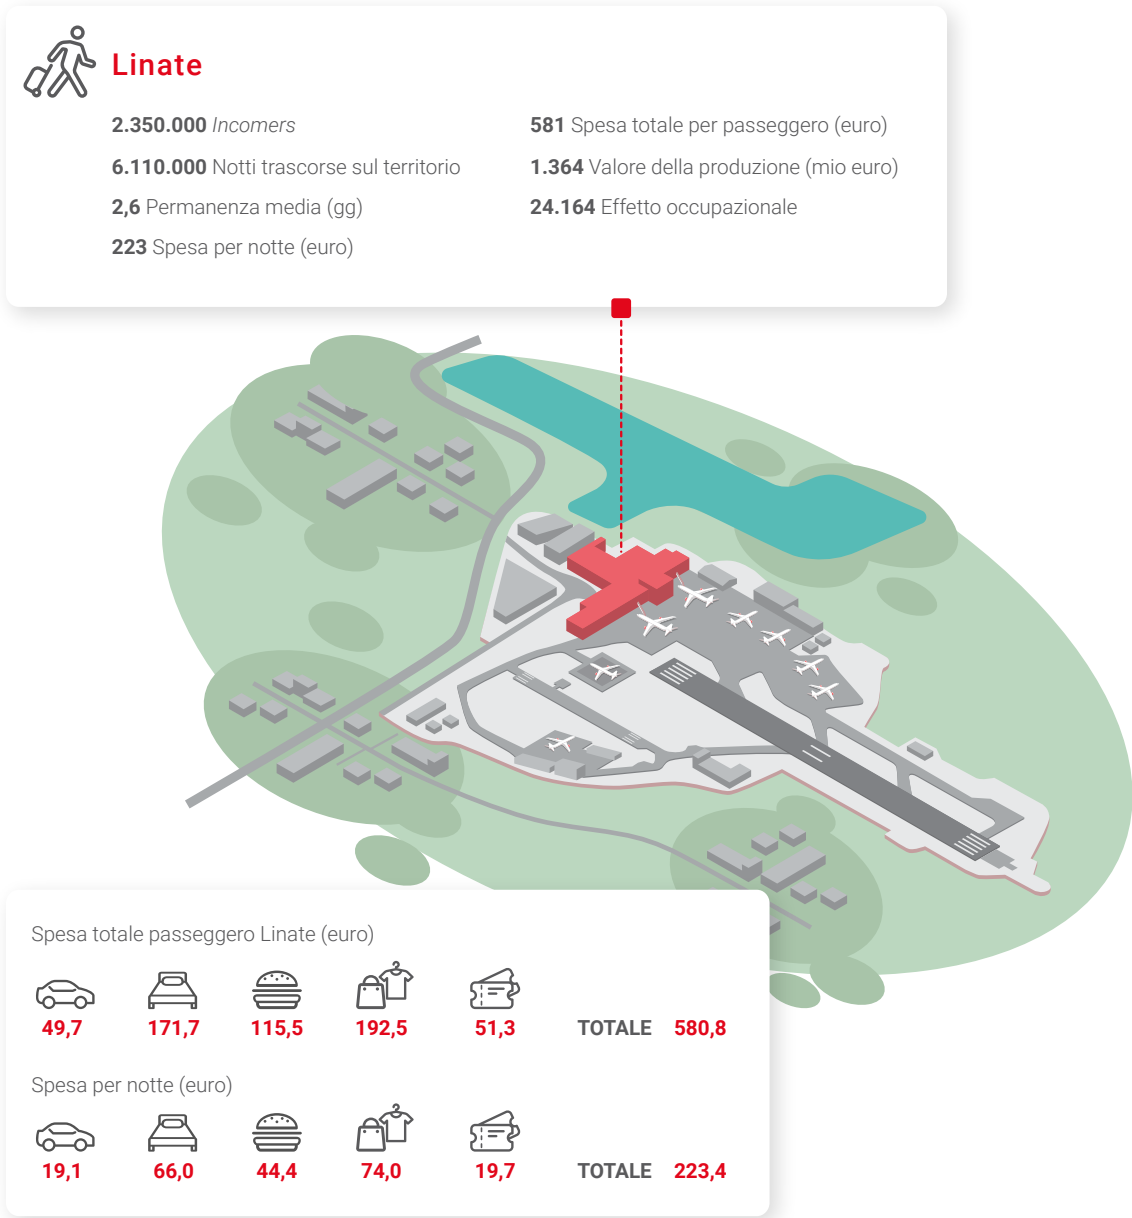 Linate
2.350.000 Incomers
6.110.000 Notti trascorse sul territorio
2,6 Permanenza media (gg)
223 Spesa per notte (euro)
581 Spesa totale per passeggero (euro)
1.364 Valore della produzione (mio euro)
24.164 Effetto occupazionale
Spesa totale passeggero Linate (euro)
49,7 171,7 115,5 192,5 51,3 TOTALE 580,8
Spesa per notte (euro)
19,1 66,0 44,4 74,0 19,7 TOTALE 223,4